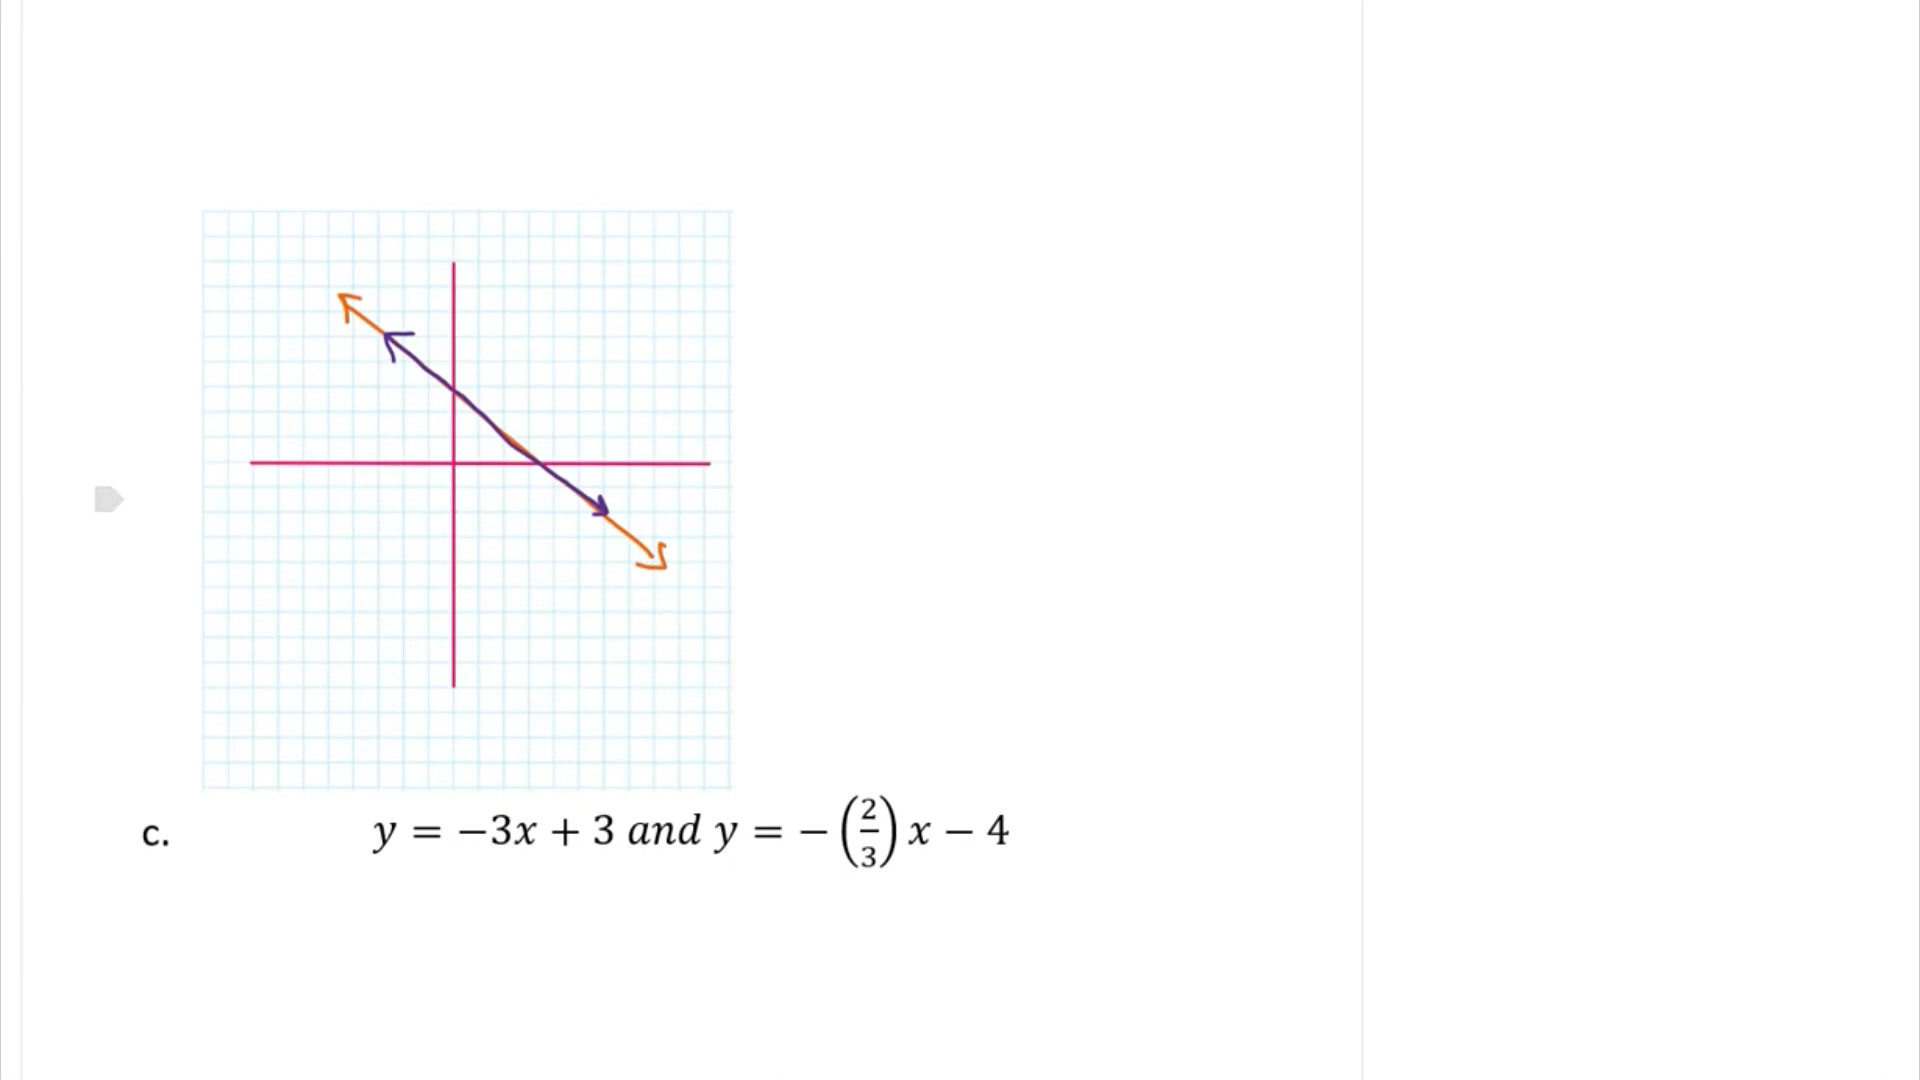 c. y = −3x + 3 and y = −(2/3)x − 4